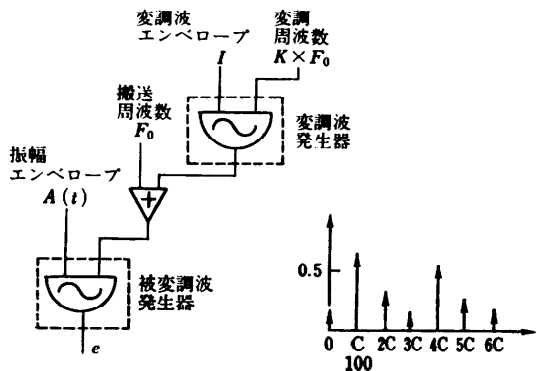 変調波
エンベロープ
I
変調
周波数
K×F₀
搬送
周波数
F₀
変調波
発生器
振幅
エンベロープ
A(t)
+
被変調波
発生器
e
0.5
0 C 2C 3C 4C 5C 6C
100